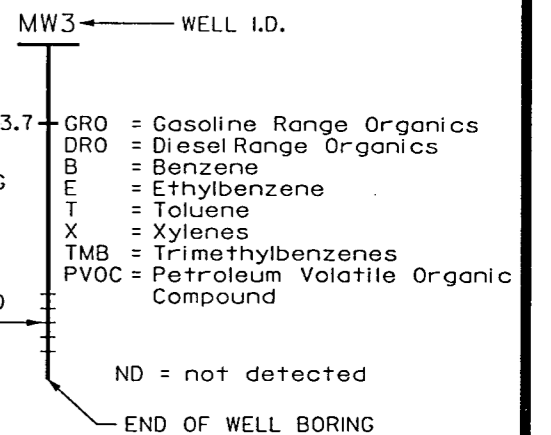 MW3 WELL I.D.
3.7 GRO = Gasoline Range Organics
DRO = Diesel Range Organics
B = Benzene
E = Ethylbenzene
T = Toluene
X = Xylenes
TMB = Trimethylbenzenes
PVOC = Petroleum Volatile Organic
Compound
ND = not detected
END OF WELL BORING